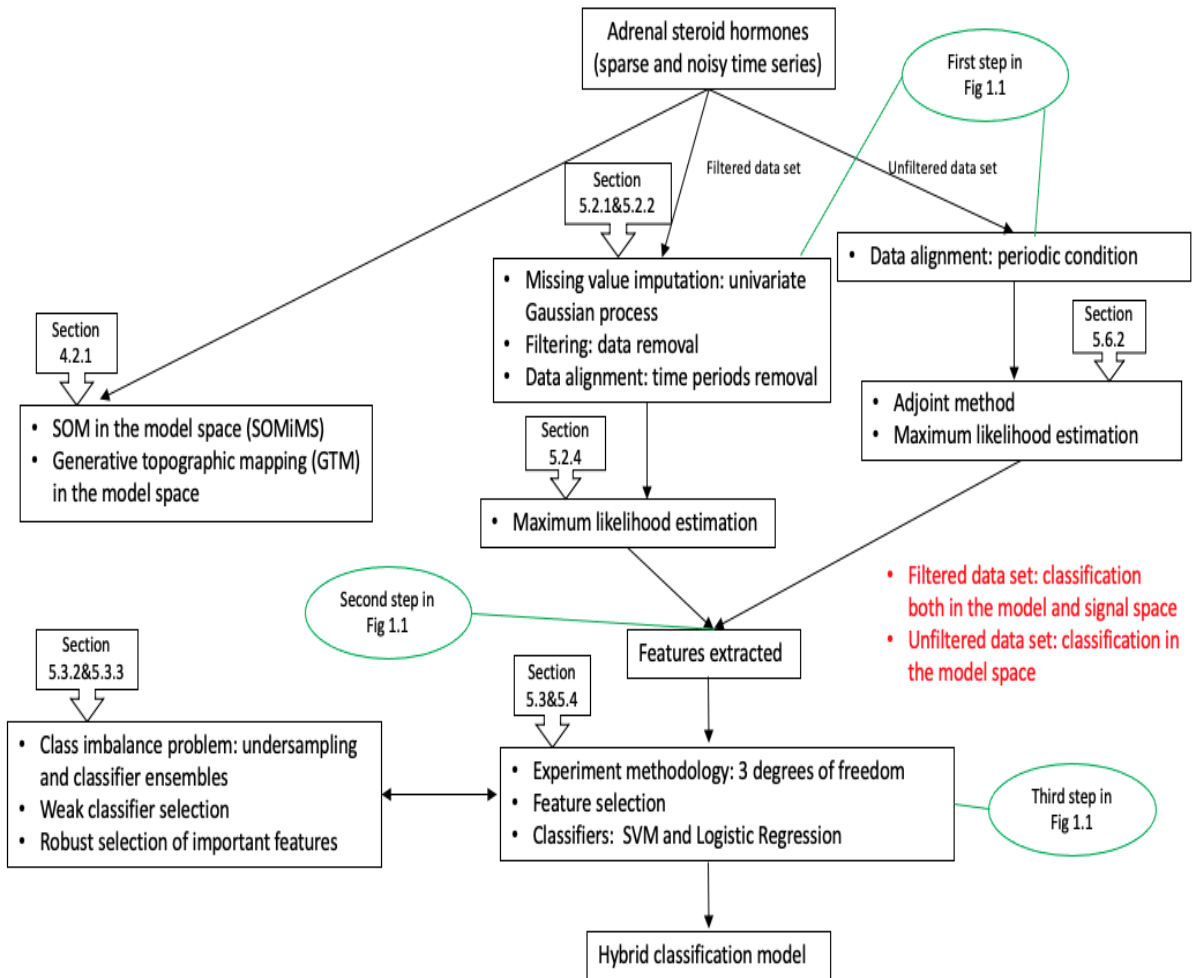 Adrenal steroid hormones
(sparse and noisy time series)
First step in
Fig 1.1
Filtered data set
Unfiltered data set
Section
5.2.1&5.2.2
• Data alignment: periodic condition
• Missing value imputation: univariate
Gaussian process
• Filtering: data removal
• Data alignment: time periods removal
Section
4.2.1
Section
5.6.2
• SOM in the model space (SOMiMS)
• Generative topographic mapping (GTM)
in the model space
• Adjoint method
• Maximum likelihood estimation
Section
5.2.4
• Maximum likelihood estimation
• Filtered data set: classification
both in the model and signal space
• Unfiltered data set: classification in
the model space
Second step in
Fig 1.1
Features extracted
Section
5.3.2&5.3.3
Section
5.3&5.4
• Class imbalance problem: undersampling
and classifier ensembles
• Weak classifier selection
• Robust selection of important features
• Experiment methodology: 3 degrees of freedom
• Feature selection
• Classifiers: SVM and Logistic Regression
Third step in
Fig 1.1
Hybrid classification model